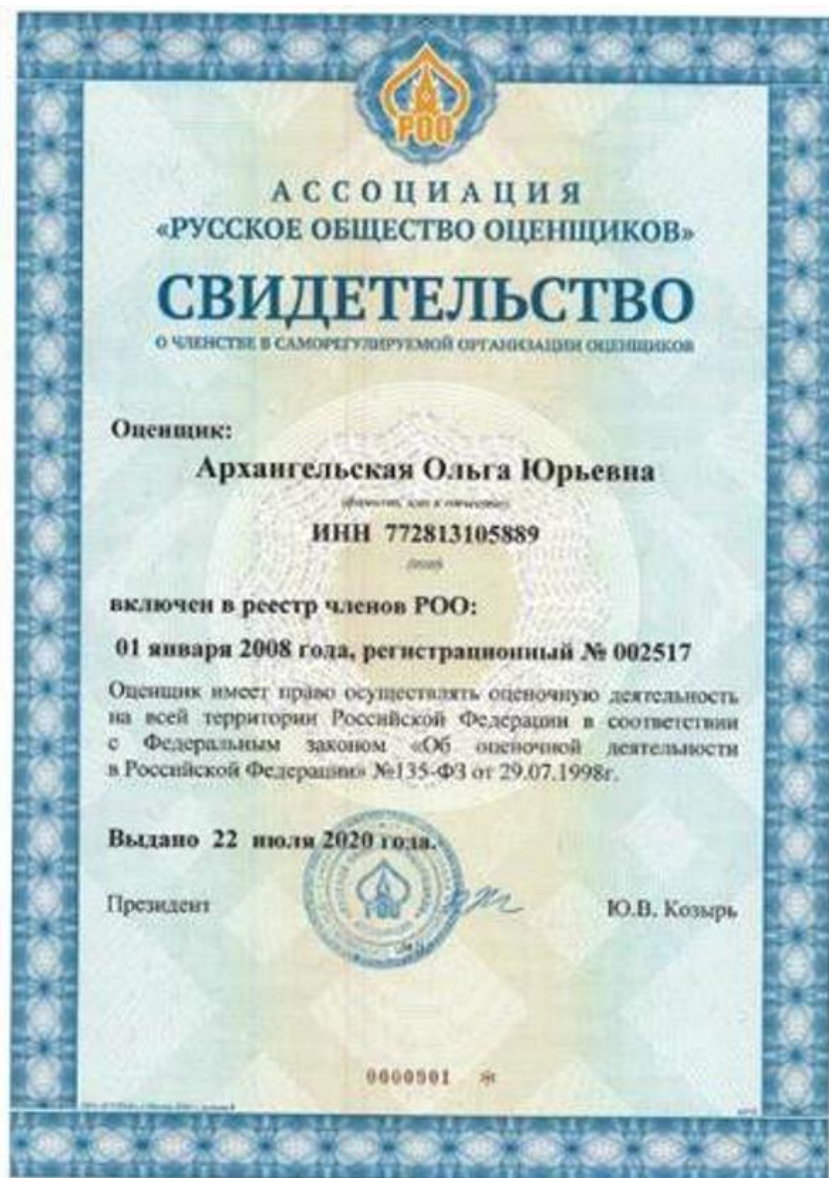 РОО
АССОЦИАЦИЯ
«РУССКОЕ ОБЩЕСТВО ОЦЕНЩИКОВ»
СВИДЕТЕЛЬСТВО
О ЧЛЕНСТВЕ В САМОРЕГУЛИРУЕМОЙ ОРГАНИЗАЦИИ ОЦЕНЩИКОВ
Оценщик:
Архангельская Ольга Юрьевна
(фамилия, имя и отчество)
ИНН 772813105889
включен в реестр членов РОО:
01 января 2008 года, регистрационный № 002517
Оценщик имеет право осуществлять оценочную деятельность
на всей территории Российской Федерации в соответствии
с Федеральным законом «Об оценочной деятельности
в Российской Федерации» №135-ФЗ от 29.07.1998г.
Выдано 22 июля 2020 года.
Президент
Ю.В. Козырь
0000901